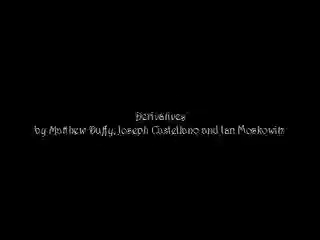 Derivatives
by Matthew Duffy, Joseph Castellano and Ian Moskowitz